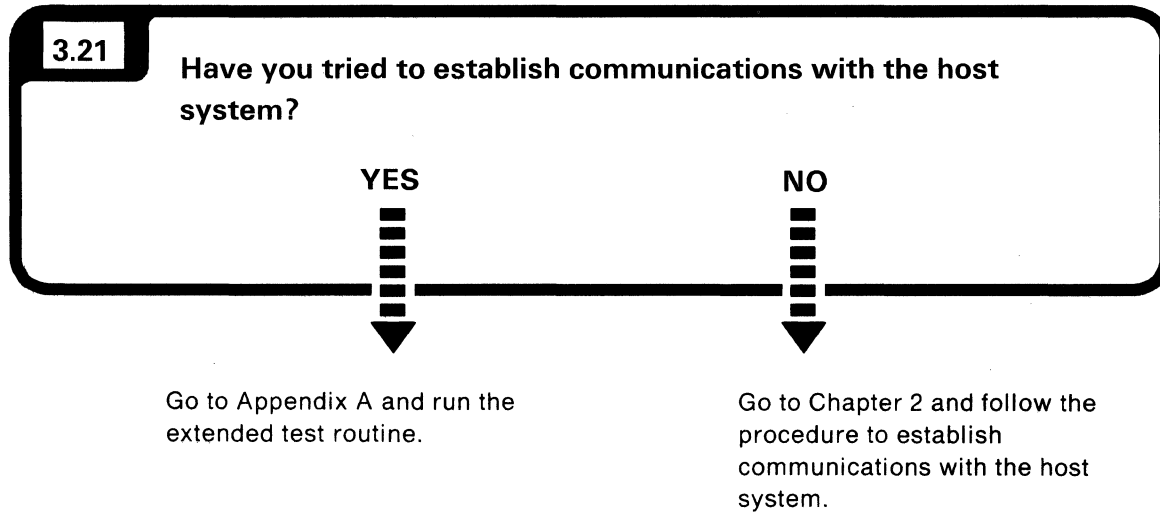 3.21
Have you tried to establish communications with the host
system?
YES
NO
Go to Appendix A and run the
extended test routine.
Go to Chapter 2 and follow the
procedure to establish
communications with the host
system.